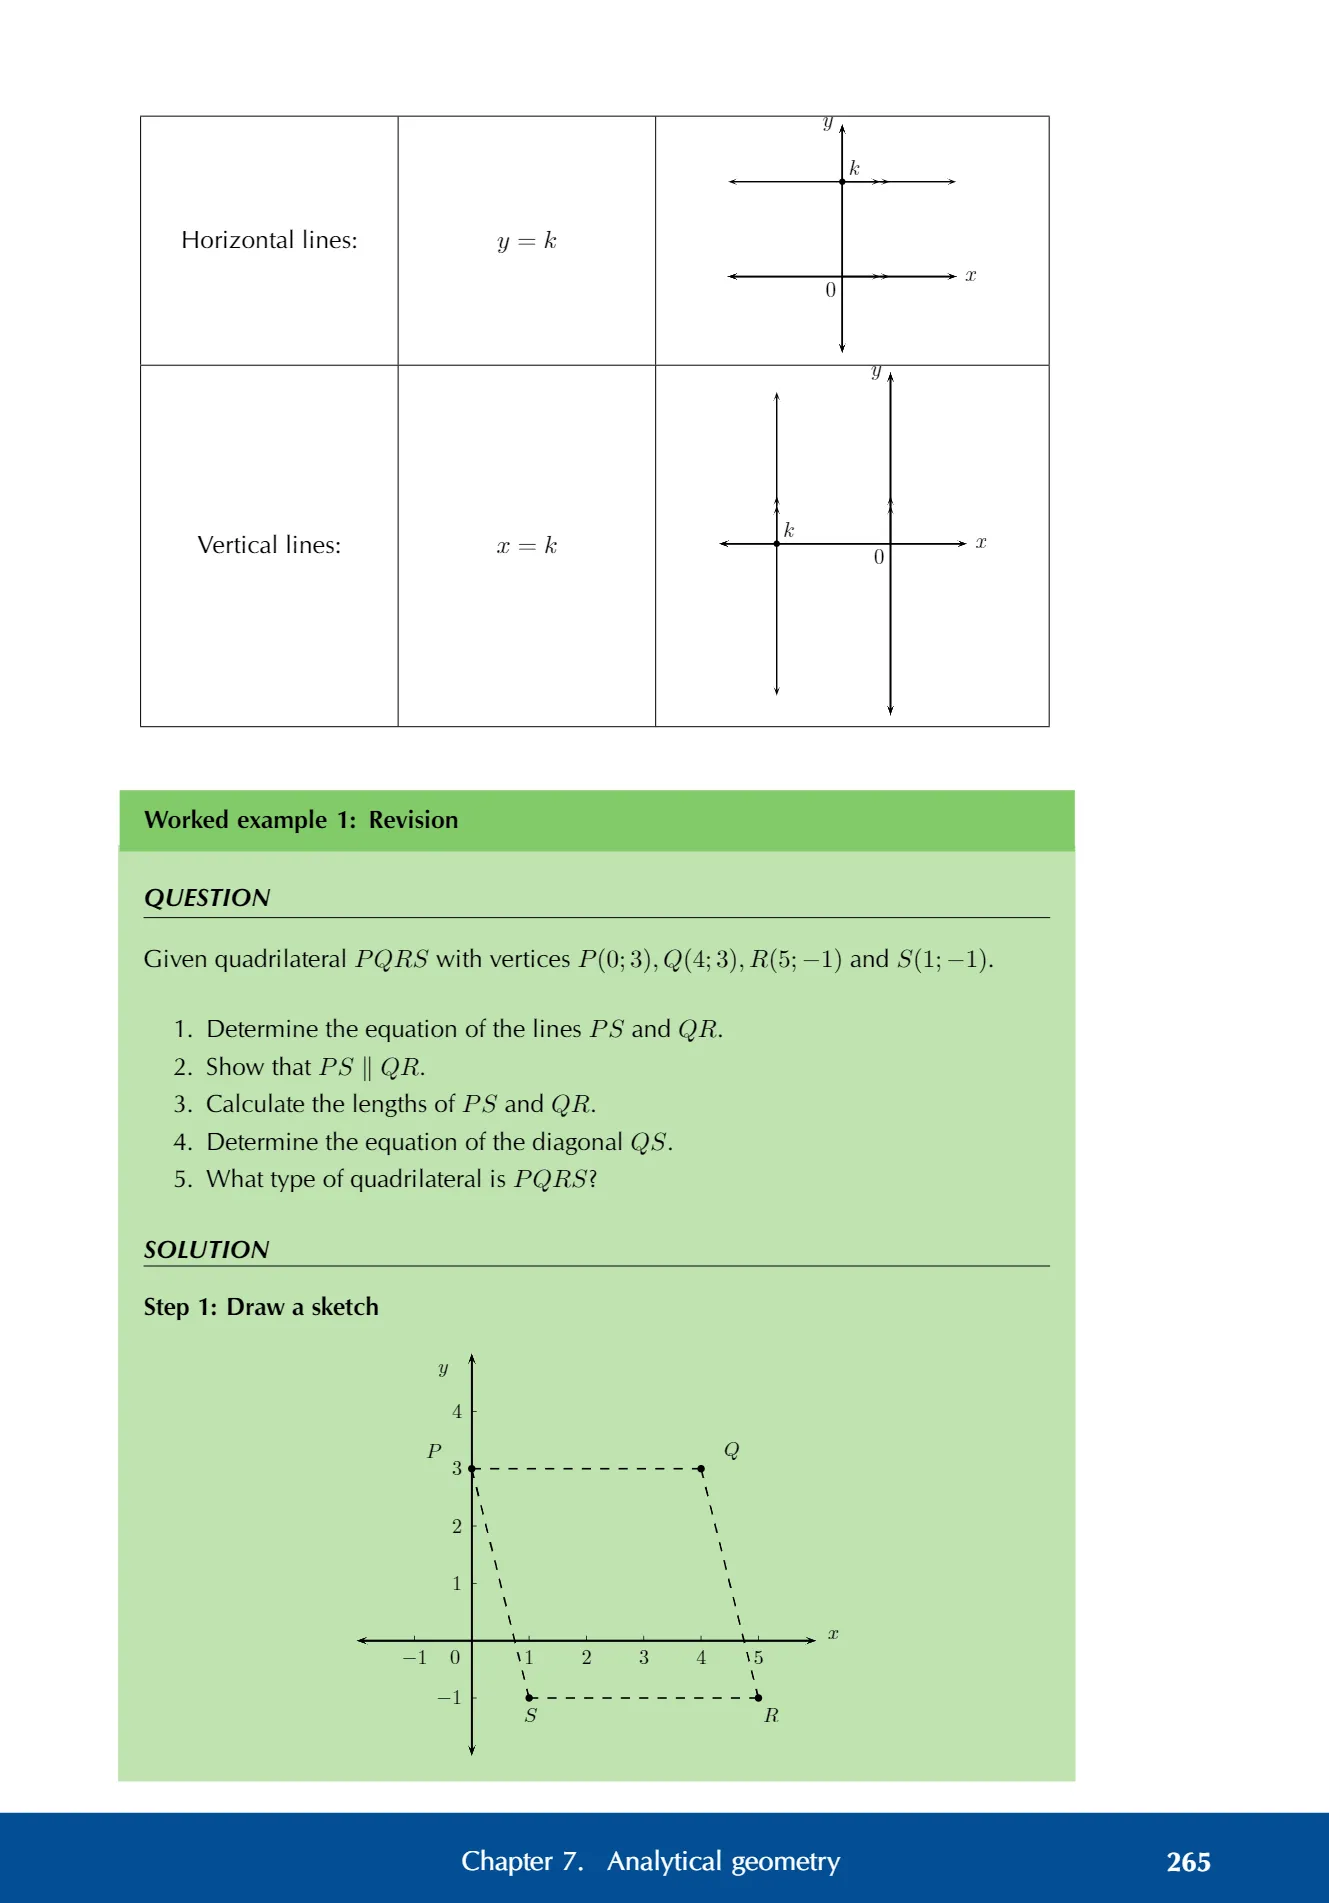 y
k
Horizontal lines:
y = k
x
0
y
k
Vertical lines:
x = k
x
0
Worked example 1: Revision
QUESTION
Given quadrilateral PQRS with vertices P(0; 3), Q(4; 3), R(5; −1) and S(1; −1).
1. Determine the equation of the lines PS and QR.
2. Show that PS ∥ QR.
3. Calculate the lengths of PS and QR.
4. Determine the equation of the diagonal QS.
5. What type of quadrilateral is PQRS?
SOLUTION
Step 1: Draw a sketch
y
4
P
Q
3
2
1
x
−1 0 1 2 3 4 5
−1
S R
Chapter 7. Analytical geometry 265